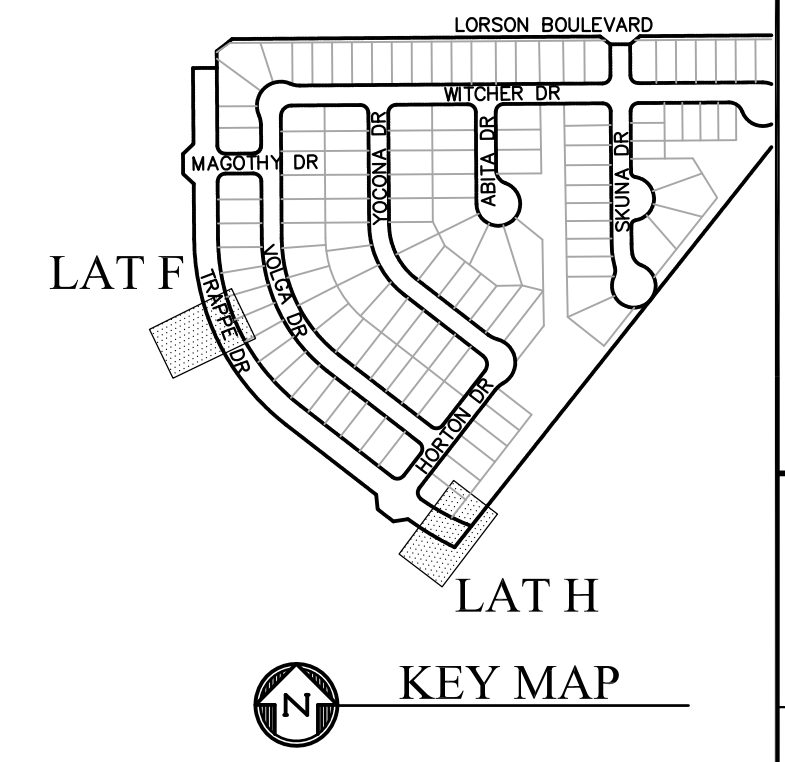 LORSON BOULEVARD
WITCHER DR
MAGOTHY DR
YOCONA DR
ABITA DR
SKUNA DR
LAT F
TRAPPE DR
VOLGA DR
HORTON DR
LAT H
KEY MAP
N